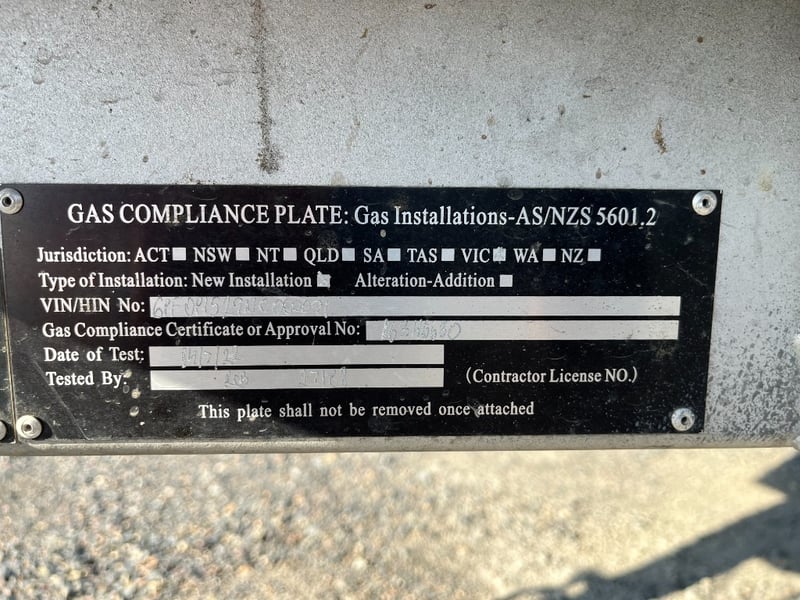 GAS COMPLIANCE PLATE: Gas Installations-AS/NZS 5601.2
Jurisdiction: ACT NSW NT QLD SA TAS VIC WA NZ
Type of Installation: New Installation Alteration-Addition
VIN/HIN No:
Gas Compliance Certificate or Approval No:
Date of Test:
Tested By: (Contractor License NO.)
This plate shall not be removed once attached